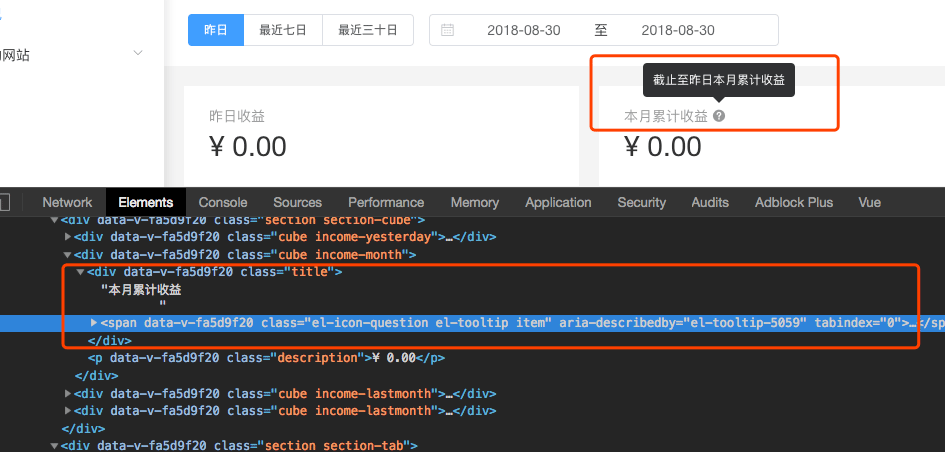 昨日 最近七日 最近三十日 2018-08-30 至 2018-08-30
网站
截止至昨日本月累计收益
昨日收益
本月累计收益 ?
¥ 0.00
¥ 0.00
Network Elements Console Sources Performance Memory Application Security Audits Adblock Plus Vue
<div data-v-fa5d9f20 class="section section-cube">
<div data-v-fa5d9f20 class="cube income-yesterday">…</div>
<div data-v-fa5d9f20 class="cube income-month">
<div data-v-fa5d9f20 class="title">
"本月累计收益
"
<span data-v-fa5d9f20 class="el-icon-question el-tooltip item" aria-describedby="el-tooltip-5059" tabindex="0">…</sp
</div>
<p data-v-fa5d9f20 class="description">¥ 0.00</p>
</div>
<div data-v-fa5d9f20 class="cube income-lastmonth">…</div>
<div data-v-fa5d9f20 class="cube income-lastmonth">…</div>
</div>
<div data-v-fa5d9f20 class="section section-tab">